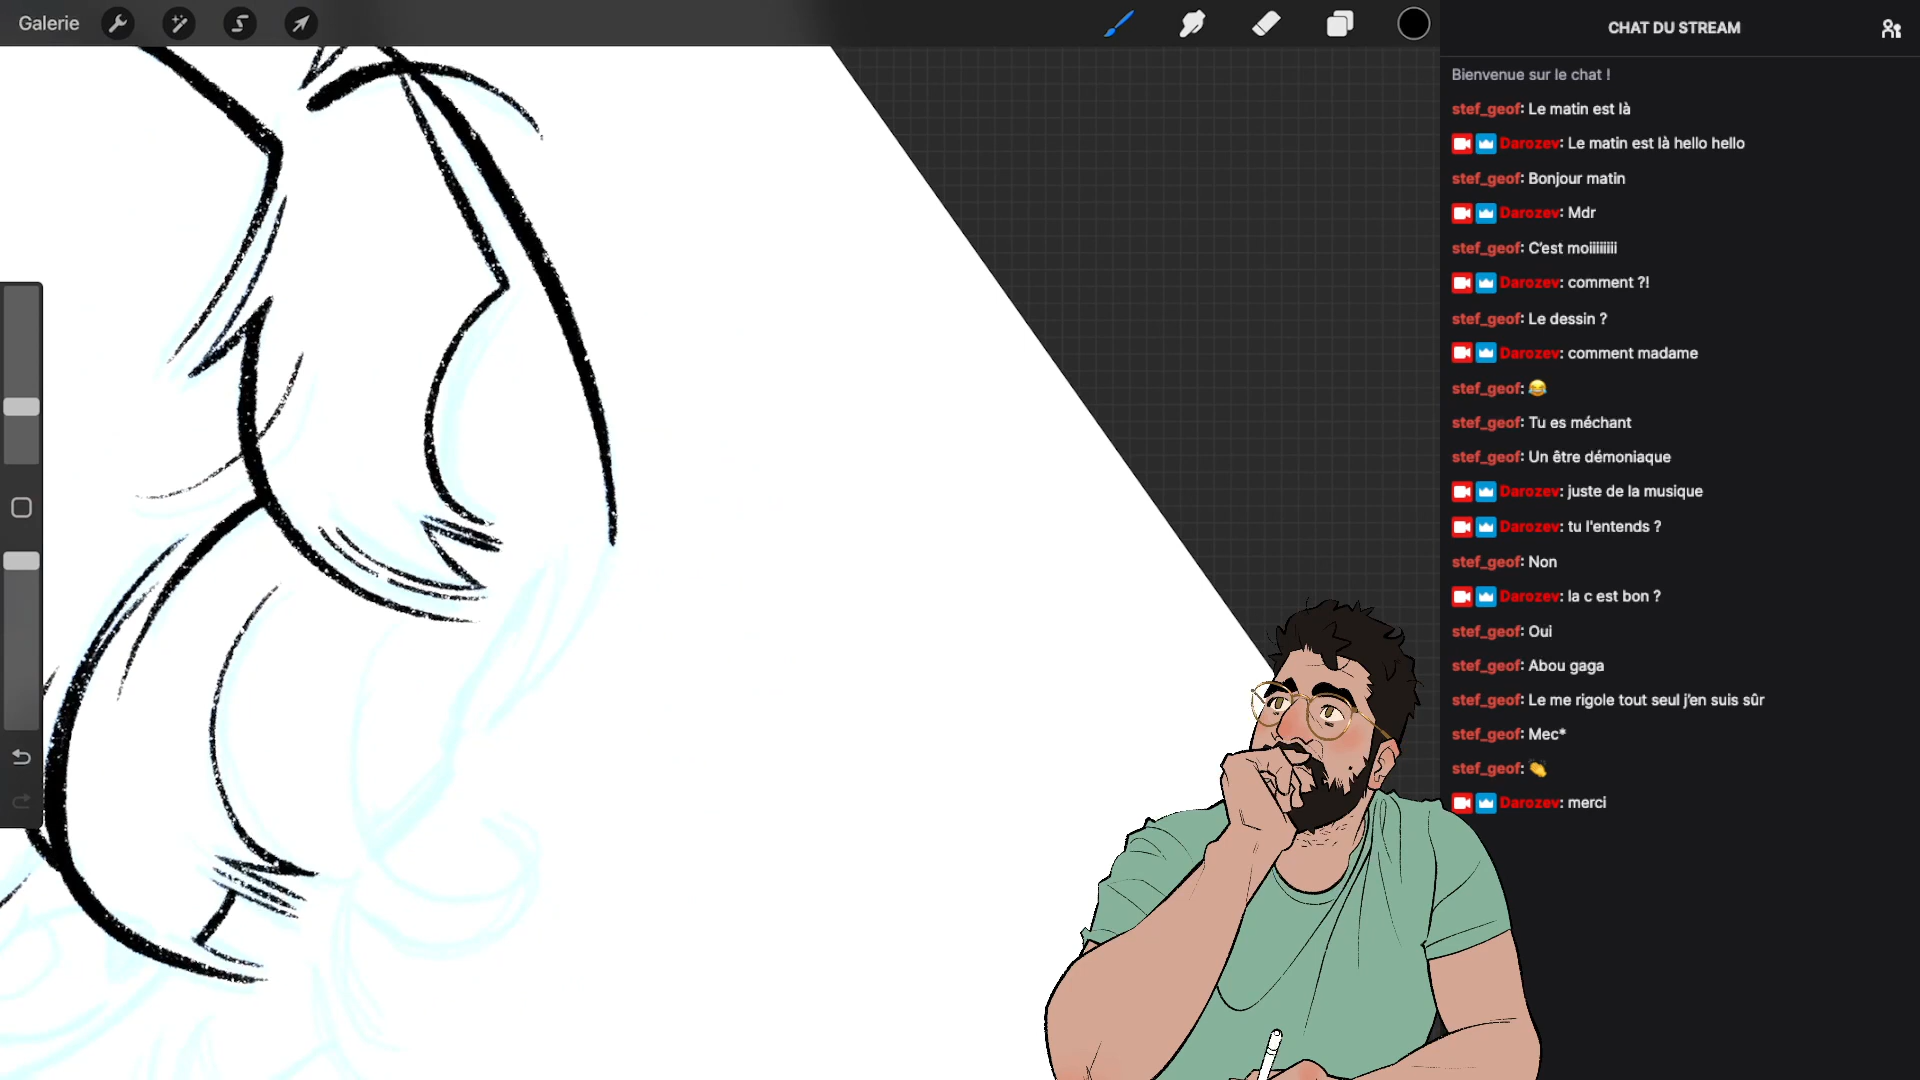 Galerie
CHAT DU STREAM
Bienvenue sur le chat !
stef_geof: Le matin est là
Darozev: Le matin est là hello hello
stef_geof: Bonjour matin
Darozev: Mdr
stef_geof: C'est moiiiiiiiii
Darozev: comment ?!
stef_geof: Le dessin ?
Darozev: comment madame
stef_geof: 😂
stef_geof: Tu es méchant
stef_geof: Un être démoniaque
Darozev: juste de la musique
Darozev: tu l'entends ?
stef_geof: Non
Darozev: la c est bon ?
stef_geof: Oui
stef_geof: Abou gaga
stef_geof: Le me rigole tout seul j'en suis sûr
stef_geof: Mec*
stef_geof: 👏
Darozev: merci